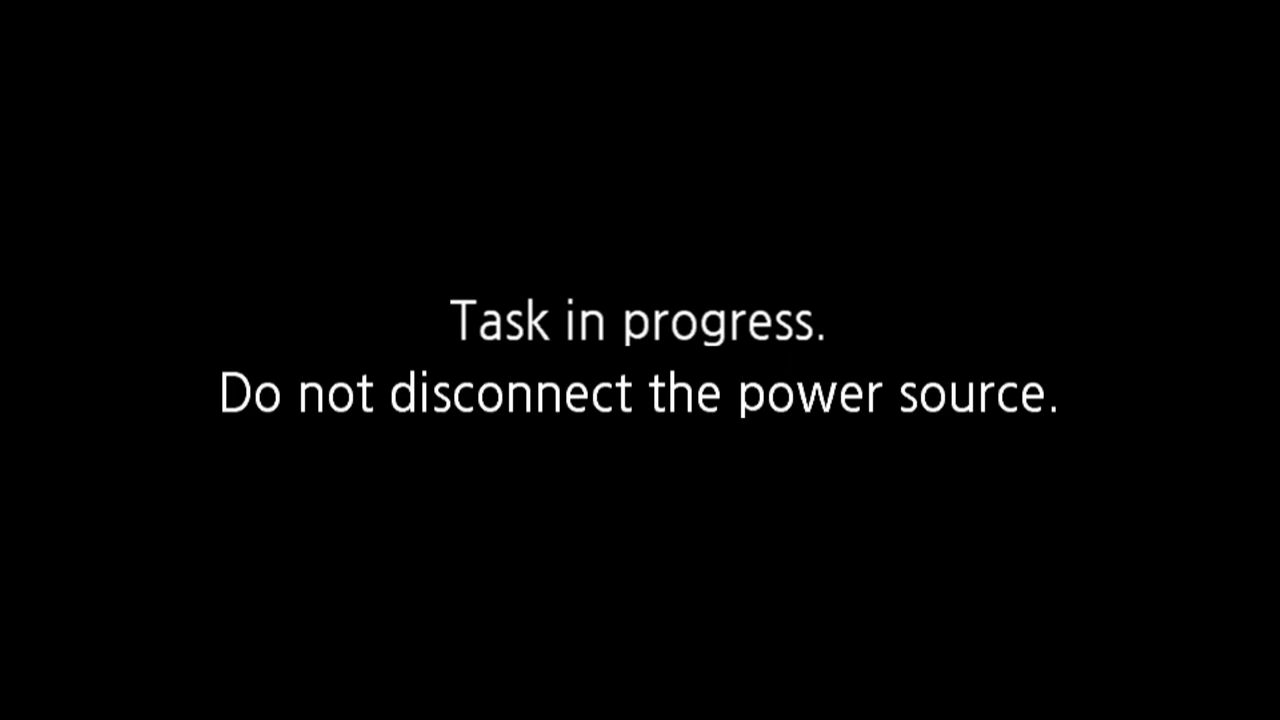 Task in progress.
Do not disconnect the power source.